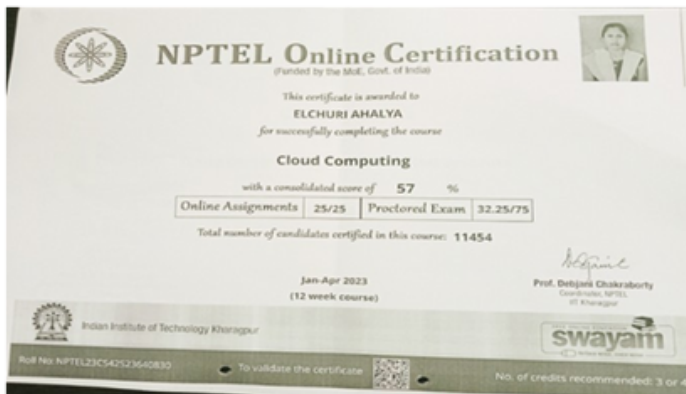 NPTEL Online Certification
(Funded by the MoE, Govt. of India)
This certificate is awarded to
ELCHURI AHALYA
for successfully completing the course
Cloud Computing
with a consolidated score of 57 %
Online Assignments 25/25 Proctored Exam 32.25/75
Total number of candidates certified in this course: 11454
Jan-Apr 2023
(12 week course)
Prof. Debjani Chakraborty
Coordinator, NPTEL
IIT Kharagpur
Indian Institute of Technology Kharagpur
swayam
Roll No: NPTEL23CS42S23640830
To validate the certificate
No. of credits recommended: 3 or 4